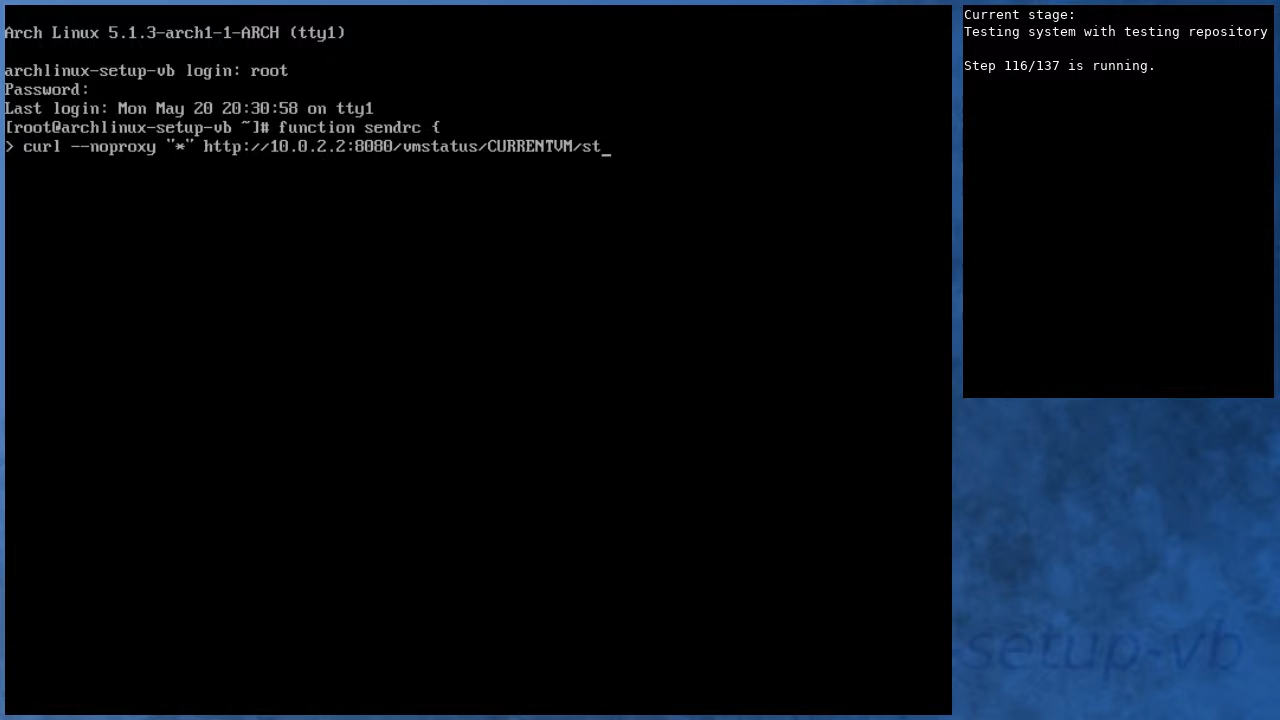 Arch Linux 5.1.3-arch1-1-ARCH (tty1)
archlinux-setup-vb login: root
Password:
Last login: Mon May 20 20:30:58 on tty1
[root@archlinux-setup-vb ~]# function sendrc {
> curl --noproxy "*" http://10.0.2.2:8080/vmstatus/CURRENTVM/st_
Current stage:
Testing system with testing repository
Step 116/137 is running.
setup-vb